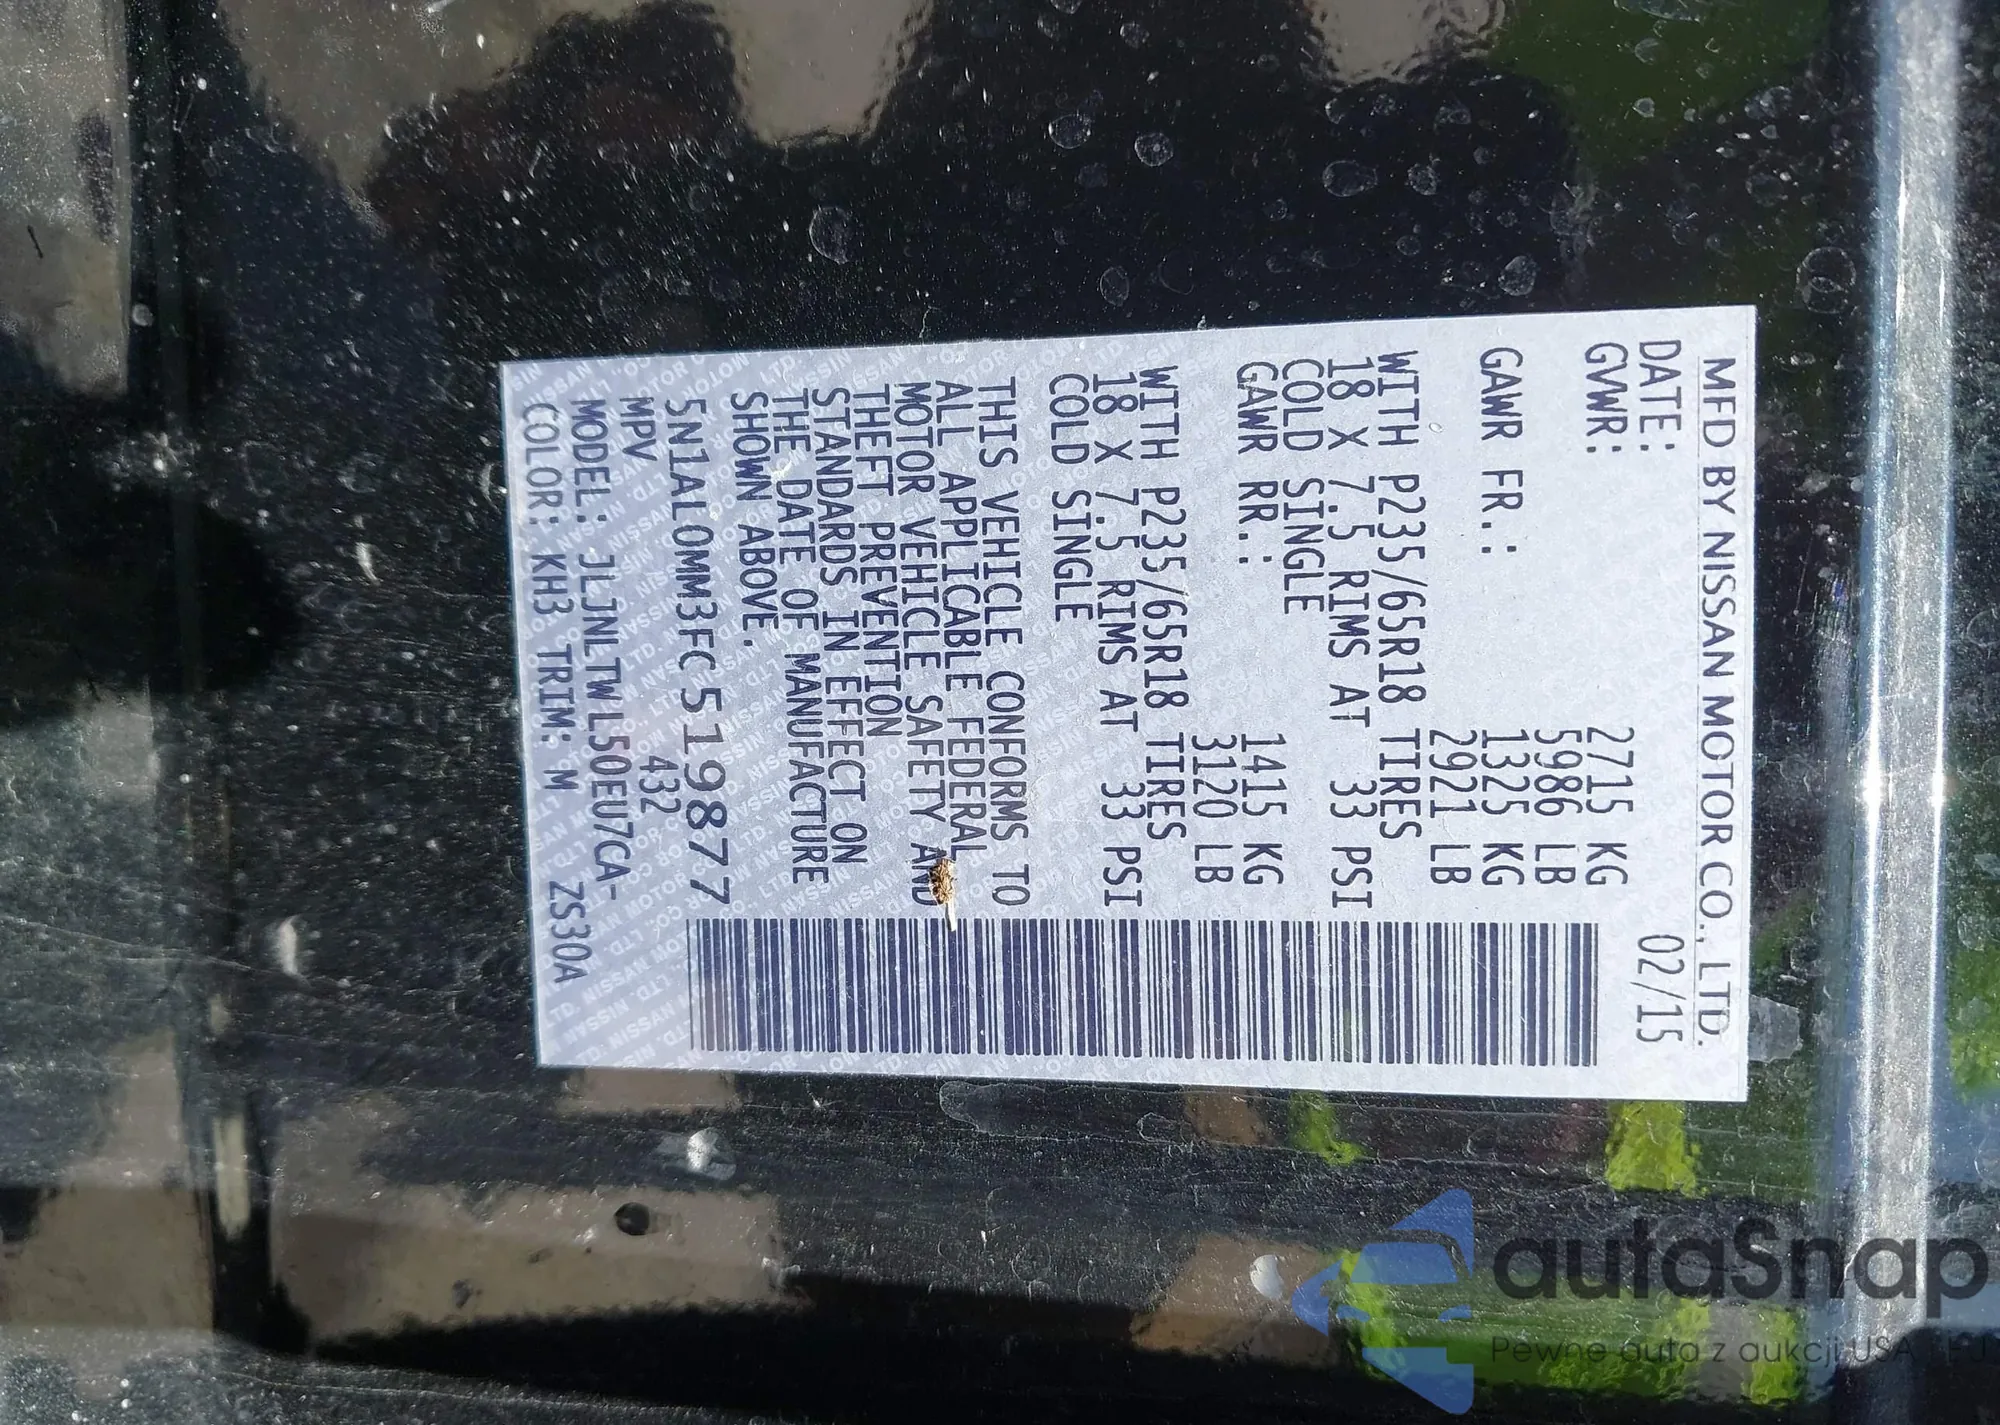 MFD BY NISSAN MOTOR CO., LTD.
DATE: 02/15
GVWR: 2715 KG
5986 LB
GAWR FR.: 1325 KG
2921 LB
WITH P235/65R18 TIRES
18 X 7.5 RIMS AT 33 PSI
COLD SINGLE
GAWR RR.: 1415 KG
3120 LB
WITH P235/65R18 TIRES
18 X 7.5 RIMS AT 33 PSI
COLD SINGLE
THIS VEHICLE CONFORMS TO
ALL APPLICABLE FEDERAL
MOTOR VEHICLE SAFETY AND
THEFT PREVENTION
STANDARDS IN EFFECT ON
THE DATE OF MANUFACTURE
SHOWN ABOVE.
5N1AL0MM3FC519877
MPV 432
MODEL: JLJNLTWL50EU7CA-
COLOR: KH3 TRIM: M ZS30A
autaSnap
Pewne auta z aukcji USA i EU